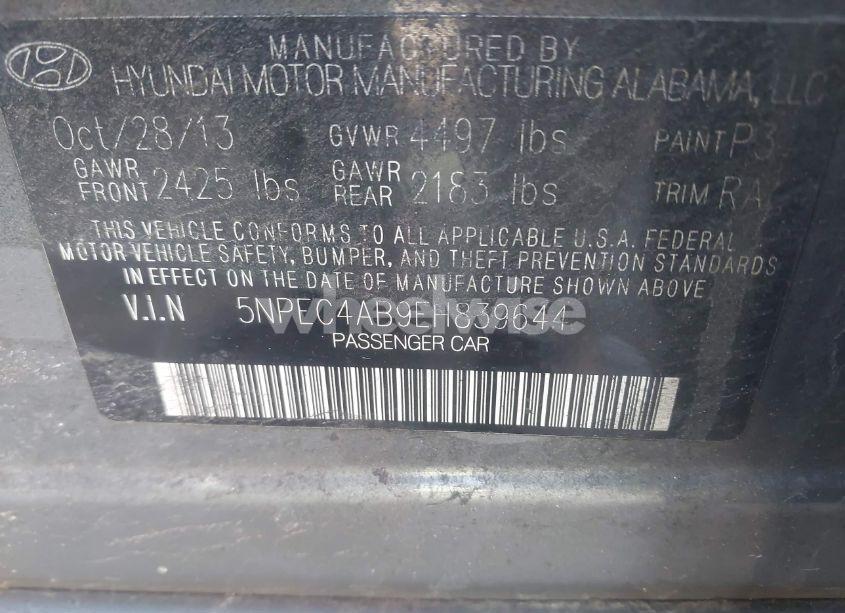 MANUFACTURED BY
HYUNDAI MOTOR MANUFACTURING ALABAMA, LLC
Oct/28/13 GVWR 4497 lbs PAINT P3
GAWR FRONT 2425 lbs GAWR REAR 2183 lbs TRIM RA
THIS VEHICLE CONFORMS TO ALL APPLICABLE U.S.A. FEDERAL
MOTOR VEHICLE SAFETY, BUMPER, AND THEFT PREVENTION STANDARDS
IN EFFECT ON THE DATE OF MANUFACTURE SHOWN ABOVE.
V.I.N 5NPEC4AB9EH839644
wheelwise
PASSENGER CAR